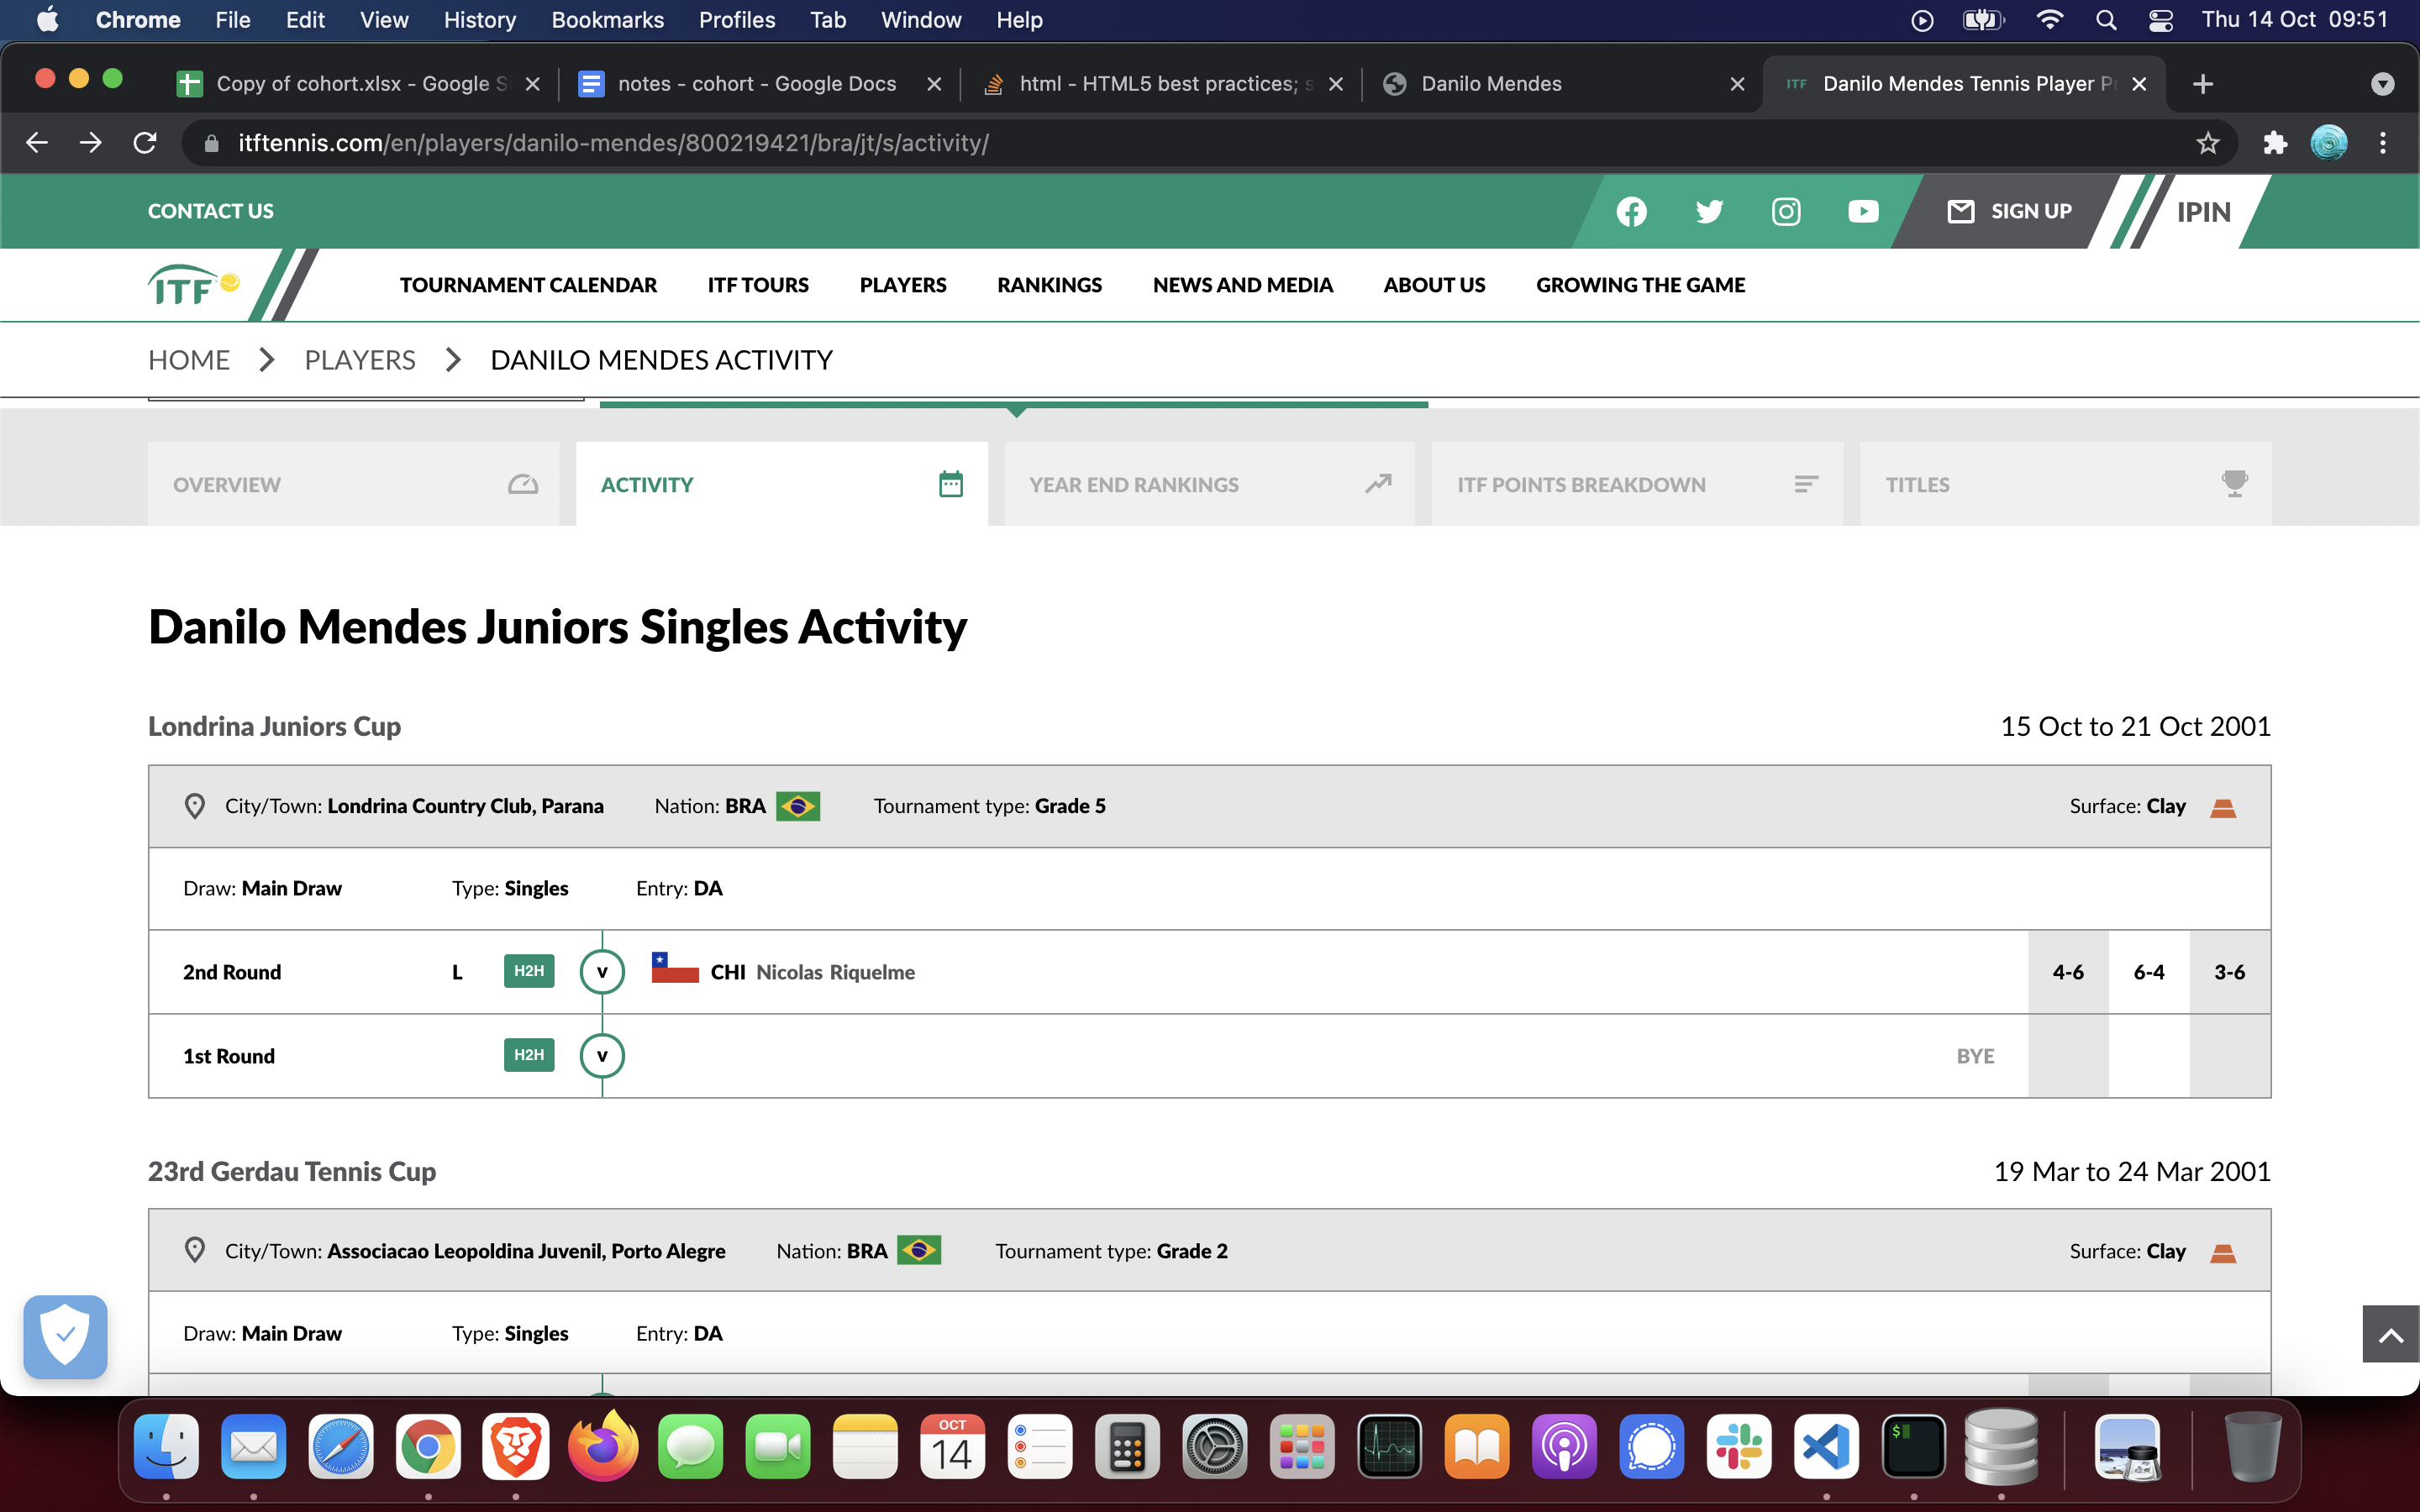 Chrome File Edit View History Bookmarks Profiles Tab Window Help Thu 14 Oct 09:51
Copy of cohort.xlsx - Google S notes - cohort - Google Docs html - HTML5 best practices; s Danilo Mendes ITF Danilo Mendes Tennis Player P
itftennis.com/en/players/danilo-mendes/800219421/bra/jt/s/activity/
CONTACT US SIGN UP IPIN
ITF TOURNAMENT CALENDAR ITF TOURS PLAYERS RANKINGS NEWS AND MEDIA ABOUT US GROWING THE GAME
HOME PLAYERS DANILO MENDES ACTIVITY
OVERVIEW ACTIVITY YEAR END RANKINGS ITF POINTS BREAKDOWN TITLES
Danilo Mendes Juniors Singles Activity
Londrina Juniors Cup 15 Oct to 21 Oct 2001
City/Town: Londrina Country Club, Parana Nation: BRA Tournament type: Grade 5 Surface: Clay
Draw: Main Draw Type: Singles Entry: DA
2nd Round L H2H v CHI Nicolas Riquelme 4-6 6-4 3-6
1st Round H2H v BYE
23rd Gerdau Tennis Cup 19 Mar to 24 Mar 2001
City/Town: Associacao Leopoldina Juvenil, Porto Alegre Nation: BRA Tournament type: Grade 2 Surface: Clay
Draw: Main Draw Type: Singles Entry: DA
OCT
14
$